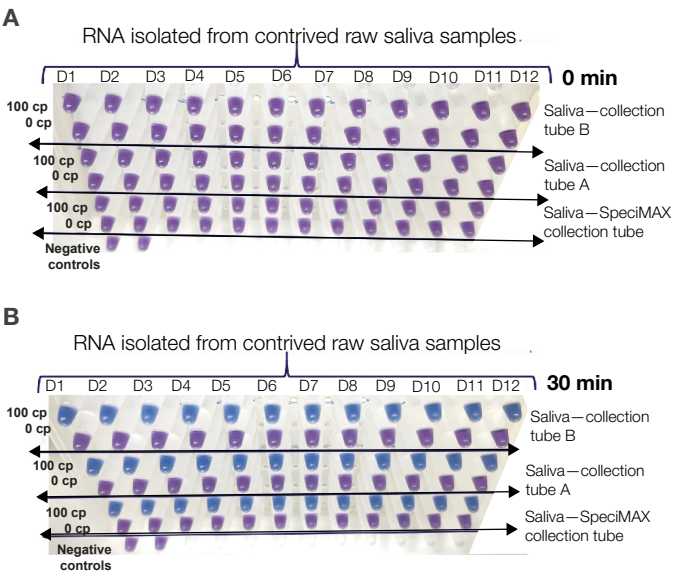 A
RNA isolated from contrived raw saliva samples
D1 D2 D3 D4 D5 D6 D7 D8 D9 D10 D11 D12
0 min
100 cp
0 cp
Saliva—collection
tube B
100 cp
0 cp
Saliva—collection
tube A
100 cp
0 cp
Saliva—SpeciMAX
collection tube
Negative
controls
B
RNA isolated from contrived raw saliva samples
D1 D2 D3 D4 D5 D6 D7 D8 D9 D10 D11 D12
30 min
100 cp
0 cp
Saliva—collection
tube B
100 cp
0 cp
Saliva—collection
tube A
100 cp
0 cp
Saliva—SpeciMAX
collection tube
Negative
controls